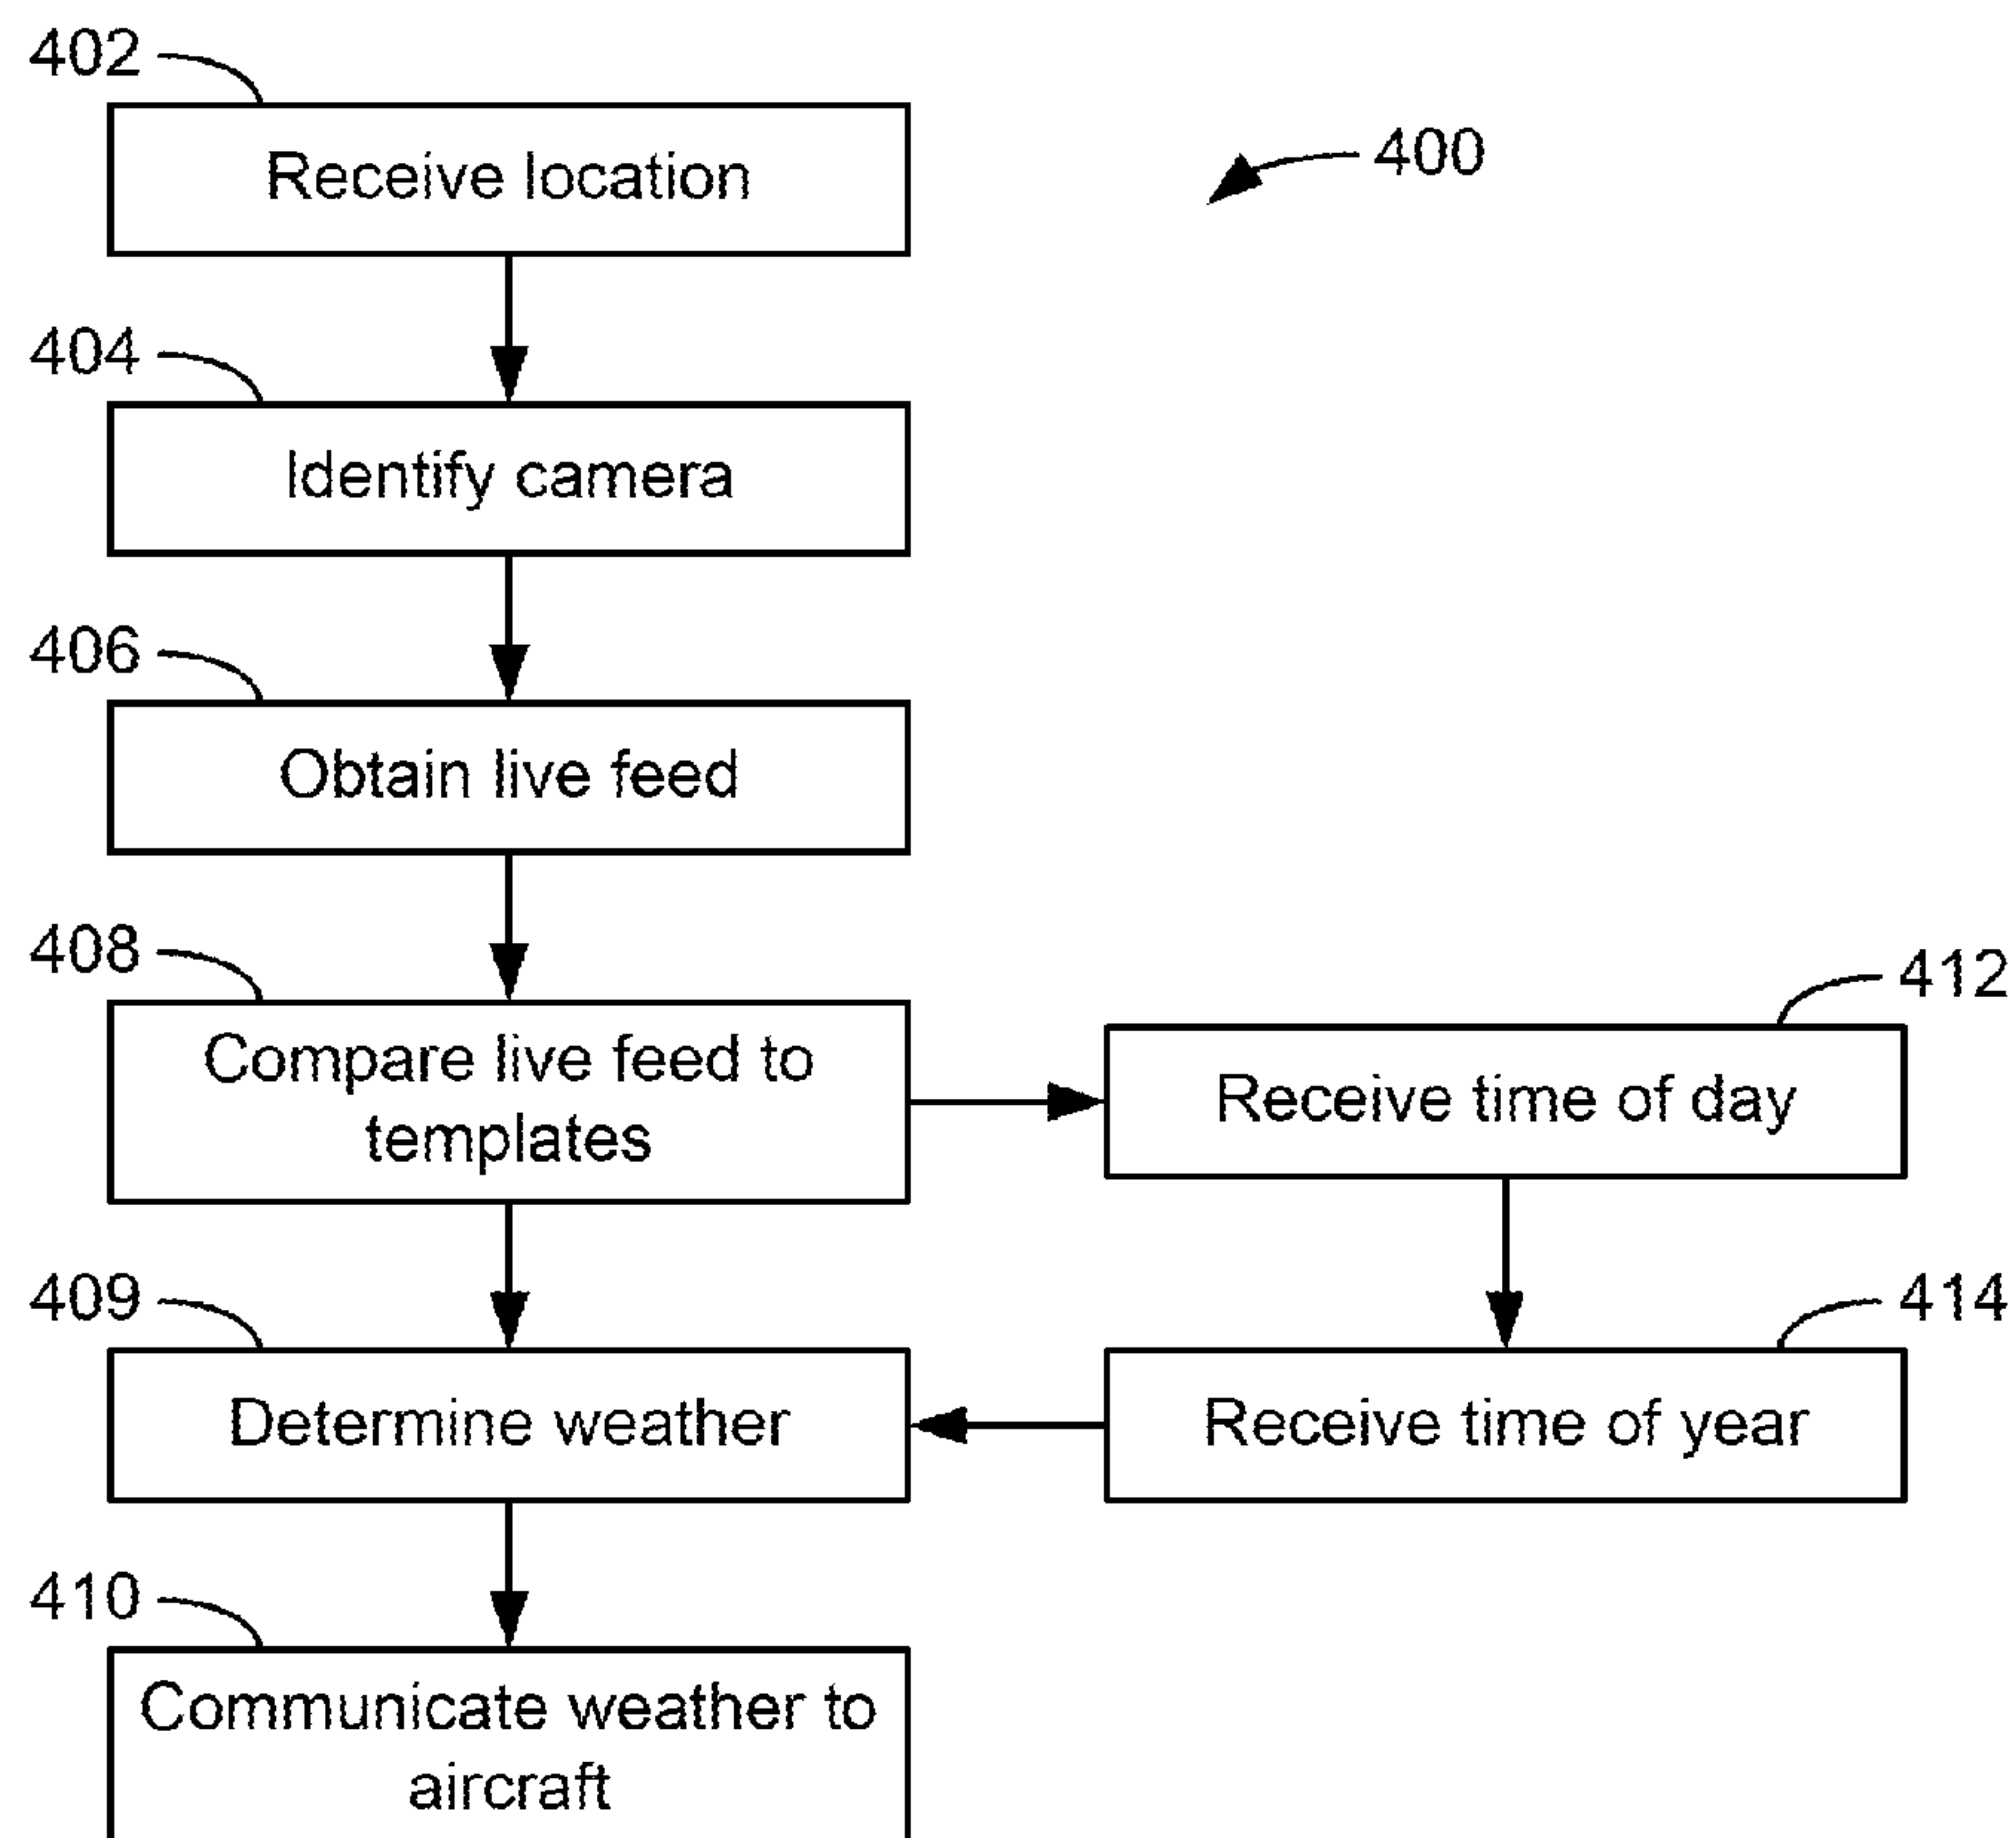 402
Receive location
400
404
Identify camera
406
Obtain live feed
408
Compare live feed to
templates
412
Receive time of day
409
Determine weather
414
Receive time of year
410
Communicate weather to
aircraft